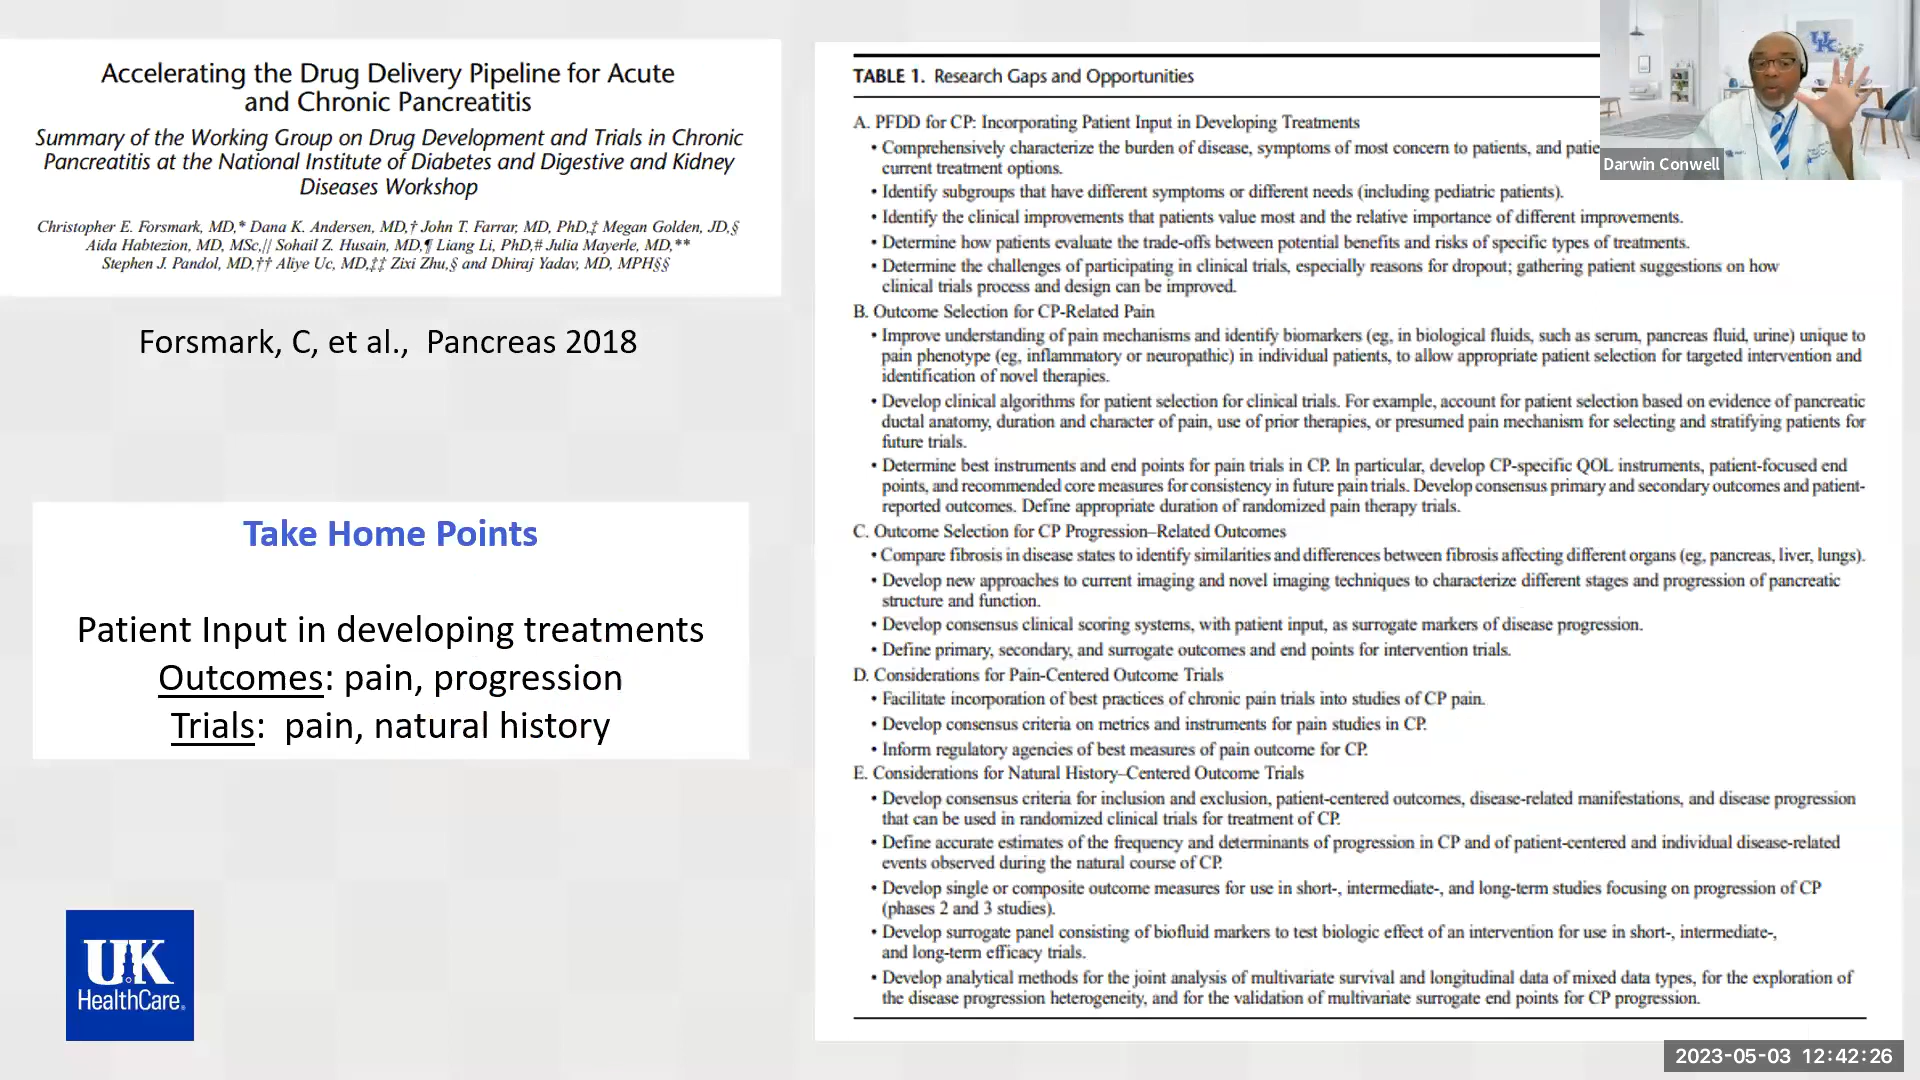 Accelerating the Drug Delivery Pipeline for Acute
and Chronic Pancreatitis
Summary of the Working Group on Drug Development and Trials in Chronic
Pancreatitis at the National Institute of Diabetes and Digestive and Kidney
Diseases Workshop
Christopher E. Forsmark, MD,* Dana K. Andersen, MD,† John T. Farrar, MD, PhD,‡ Megan Golden, JD,§
Aida Habtezion, MD, MSc,|| Sohail Z. Husain, MD,¶ Liang Li, PhD,# Julia Mayerle, MD,**
Stephen J. Pandol, MD,†† Aliye Uc, MD,‡‡ Zixi Zhu,§ and Dhiraj Yadav, MD, MPH§§
Forsmark, C, et al.,  Pancreas 2018
Take Home Points
Patient Input in developing treatments
Outcomes: pain, progression
Trials:  pain, natural history
UK
HealthCare®
TABLE 1. Research Gaps and Opportunities
A. PFDD for CP: Incorporating Patient Input in Developing Treatments
• Comprehensively characterize the burden of disease, symptoms of most concern to patients, and patie
current treatment options.
• Identify subgroups that have different symptoms or different needs (including pediatric patients).
• Identify the clinical improvements that patients value most and the relative importance of different improvements.
• Determine how patients evaluate the trade-offs between potential benefits and risks of specific types of treatments.
• Determine the challenges of participating in clinical trials, especially reasons for dropout; gathering patient suggestions on how
clinical trials process and design can be improved.
B. Outcome Selection for CP-Related Pain
• Improve understanding of pain mechanisms and identify biomarkers (eg, in biological fluids, such as serum, pancreas fluid, urine) unique to
pain phenotype (eg, inflammatory or neuropathic) in individual patients, to allow appropriate patient selection for targeted intervention and
identification of novel therapies.
• Develop clinical algorithms for patient selection for clinical trials. For example, account for patient selection based on evidence of pancreatic
ductal anatomy, duration and character of pain, use of prior therapies, or presumed pain mechanism for selecting and stratifying patients for
future trials.
• Determine best instruments and end points for pain trials in CP. In particular, develop CP-specific QOL instruments, patient-focused end
points, and recommended core measures for consistency in future pain trials. Develop consensus primary and secondary outcomes and patient-
reported outcomes. Define appropriate duration of randomized pain therapy trials.
C. Outcome Selection for CP Progression–Related Outcomes
• Compare fibrosis in disease states to identify similarities and differences between fibrosis affecting different organs (eg, pancreas, liver, lungs).
• Develop new approaches to current imaging and novel imaging techniques to characterize different stages and progression of pancreatic
structure and function.
• Develop consensus clinical scoring systems, with patient input, as surrogate markers of disease progression.
• Define primary, secondary, and surrogate outcomes and end points for intervention trials.
D. Considerations for Pain-Centered Outcome Trials
• Facilitate incorporation of best practices of chronic pain trials into studies of CP pain.
• Develop consensus criteria on metrics and instruments for pain studies in CP.
• Inform regulatory agencies of best measures of pain outcome for CP.
E. Considerations for Natural History–Centered Outcome Trials
• Develop consensus criteria for inclusion and exclusion, patient-centered outcomes, disease-related manifestations, and disease progression
that can be used in randomized clinical trials for treatment of CP.
• Define accurate estimates of the frequency and determinants of progression in CP and of patient-centered and individual disease-related
events observed during the natural course of CP.
• Develop single or composite outcome measures for use in short-, intermediate-, and long-term studies focusing on progression of CP
(phases 2 and 3 studies).
• Develop surrogate panel consisting of biofluid markers to test biologic effect of an intervention for use in short-, intermediate-,
and long-term efficacy trials.
• Develop analytical methods for the joint analysis of multivariate survival and longitudinal data of mixed data types, for the exploration of
the disease progression heterogeneity, and for the validation of multivariate surrogate end points for CP progression.
UK
Darwin Conwell
2023-05-03 12:42:26